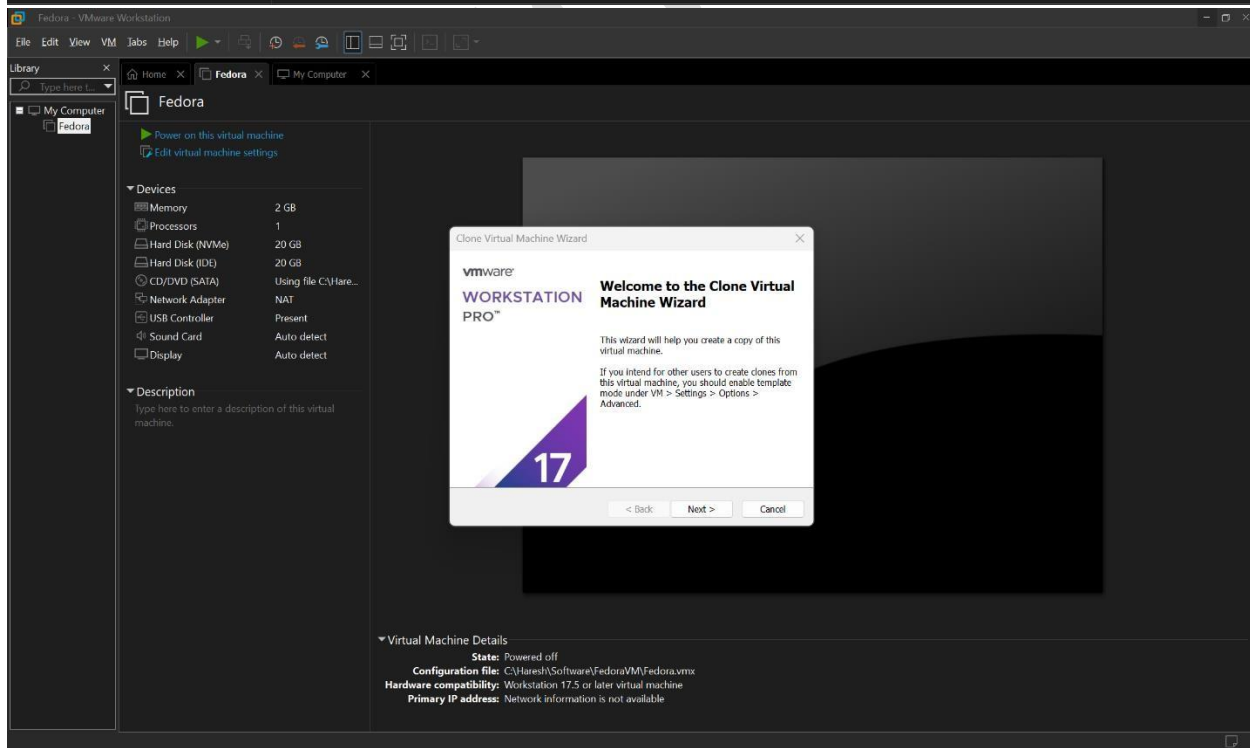 Fedora - VMware Workstation
File Edit View VM Tabs Help
Library
Type here t...
My Computer
Fedora
Home
Fedora
My Computer
Fedora
Power on this virtual machine
Edit virtual machine settings
Devices
Memory 2 GB
Processors 1
Hard Disk (NVMe) 20 GB
Hard Disk (IDE) 20 GB
CD/DVD (SATA) Using file C:\Hare...
Network Adapter NAT
USB Controller Present
Sound Card Auto detect
Display Auto detect
Description
Type here to enter a description of this virtual
machine.
Clone Virtual Machine Wizard
vmware
WORKSTATION
PRO™
17
Welcome to the Clone Virtual
Machine Wizard
This wizard will help you create a copy of this
virtual machine.
If you intend for other users to create clones from
this virtual machine, you should enable template
mode under VM > Settings > Options >
Advanced.
< Back Next > Cancel
Virtual Machine Details
State: Powered off
Configuration file: C:\Haresh\Software\FedoraVM\Fedora.vmx
Hardware compatibility: Workstation 17.5 or later virtual machine
Primary IP address: Network information is not available